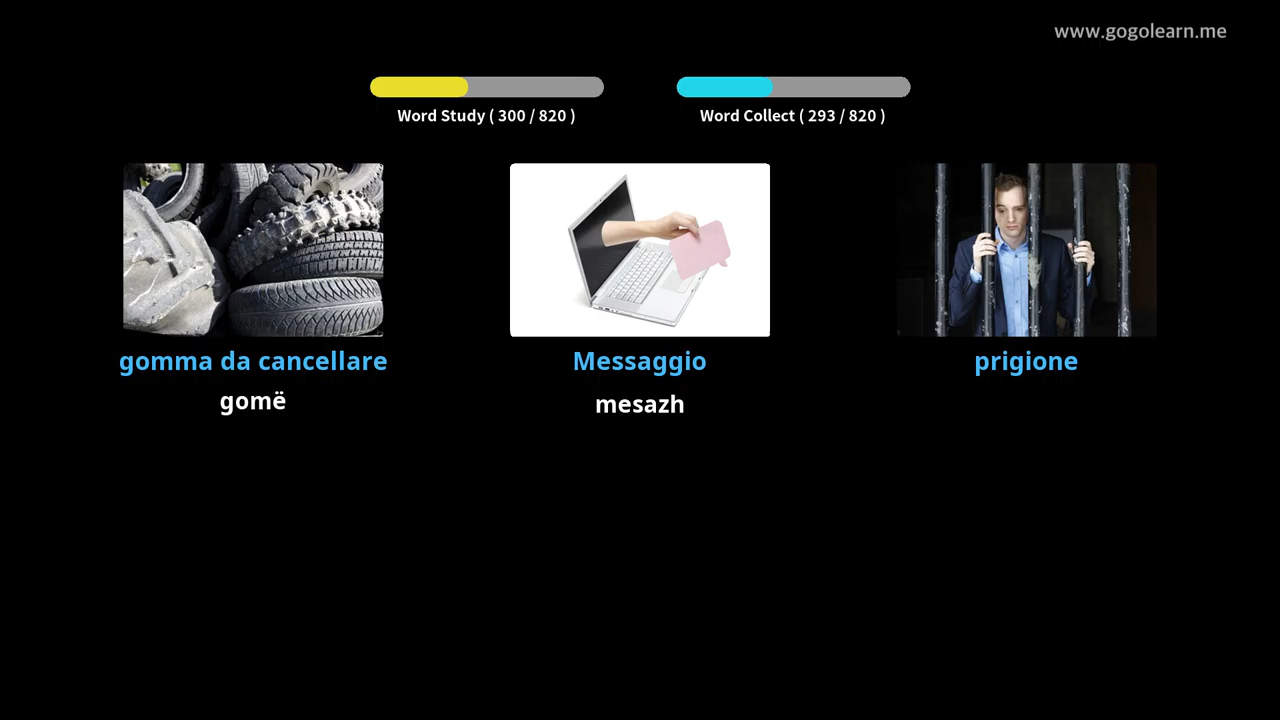 www.gogolearn.me
Word Study ( 300 / 820 )
Word Collect ( 293 / 820 )
gomma da cancellare
gomë
Messaggio
mesazh
prigione